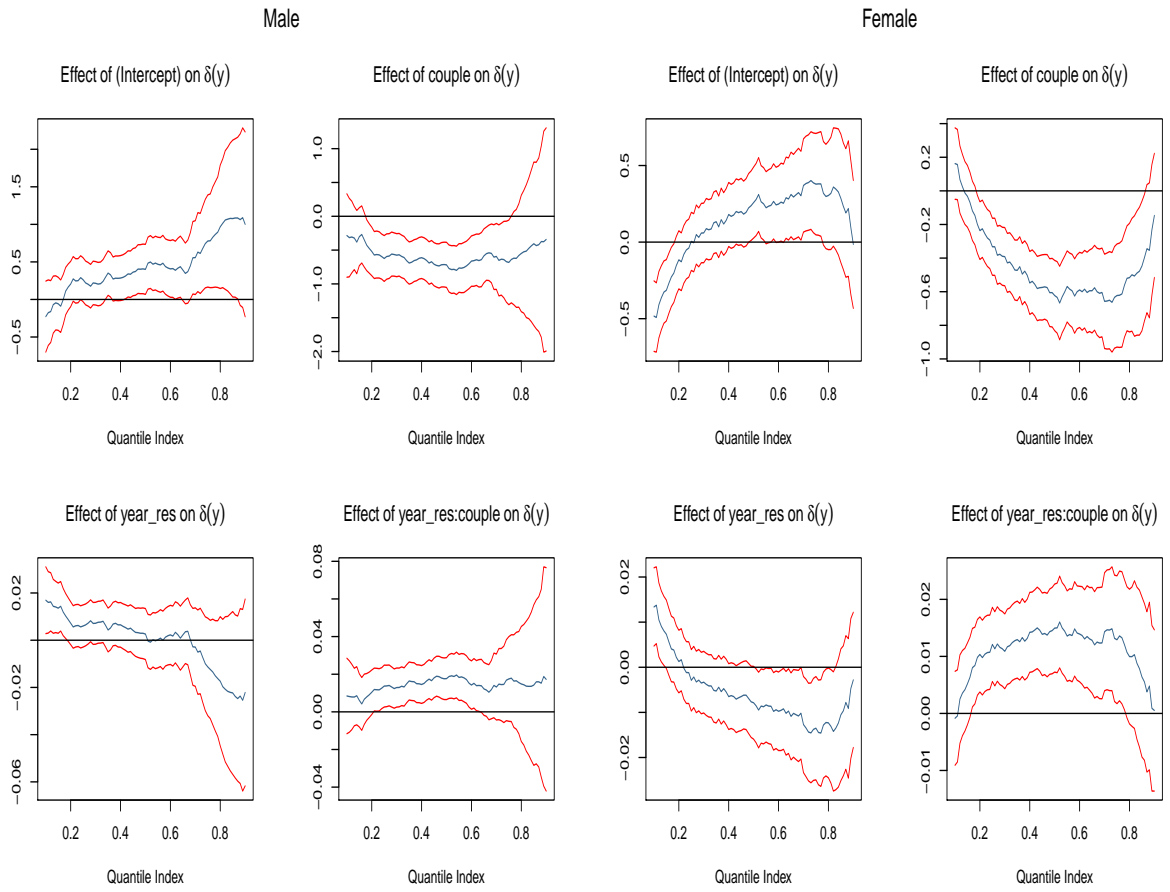 Male Female
Effect of (Intercept) on δ(y) Effect of couple on δ(y) Effect of (Intercept) on δ(y) Effect of couple on δ(y)
1.5
0.5
−0.5
0.2 0.4 0.6 0.8
Quantile Index
1.0
0.0
−1.0
−2.0
0.2 0.4 0.6 0.8
Quantile Index
0.5
0.0
−0.5
0.2 0.4 0.6 0.8
Quantile Index
0.2
−0.2
−0.6
−1.0
0.2 0.4 0.6 0.8
Quantile Index
Effect of year_res on δ(y) Effect of year_res:couple on δ(y) Effect of year_res on δ(y) Effect of year_res:couple on δ(y)
0.02
−0.02
−0.06
0.2 0.4 0.6 0.8
Quantile Index
0.08
0.04
0.00
−0.04
0.2 0.4 0.6 0.8
Quantile Index
0.02
0.00
−0.02
0.2 0.4 0.6 0.8
Quantile Index
0.02
0.01
0.00
−0.01
0.2 0.4 0.6 0.8
Quantile Index